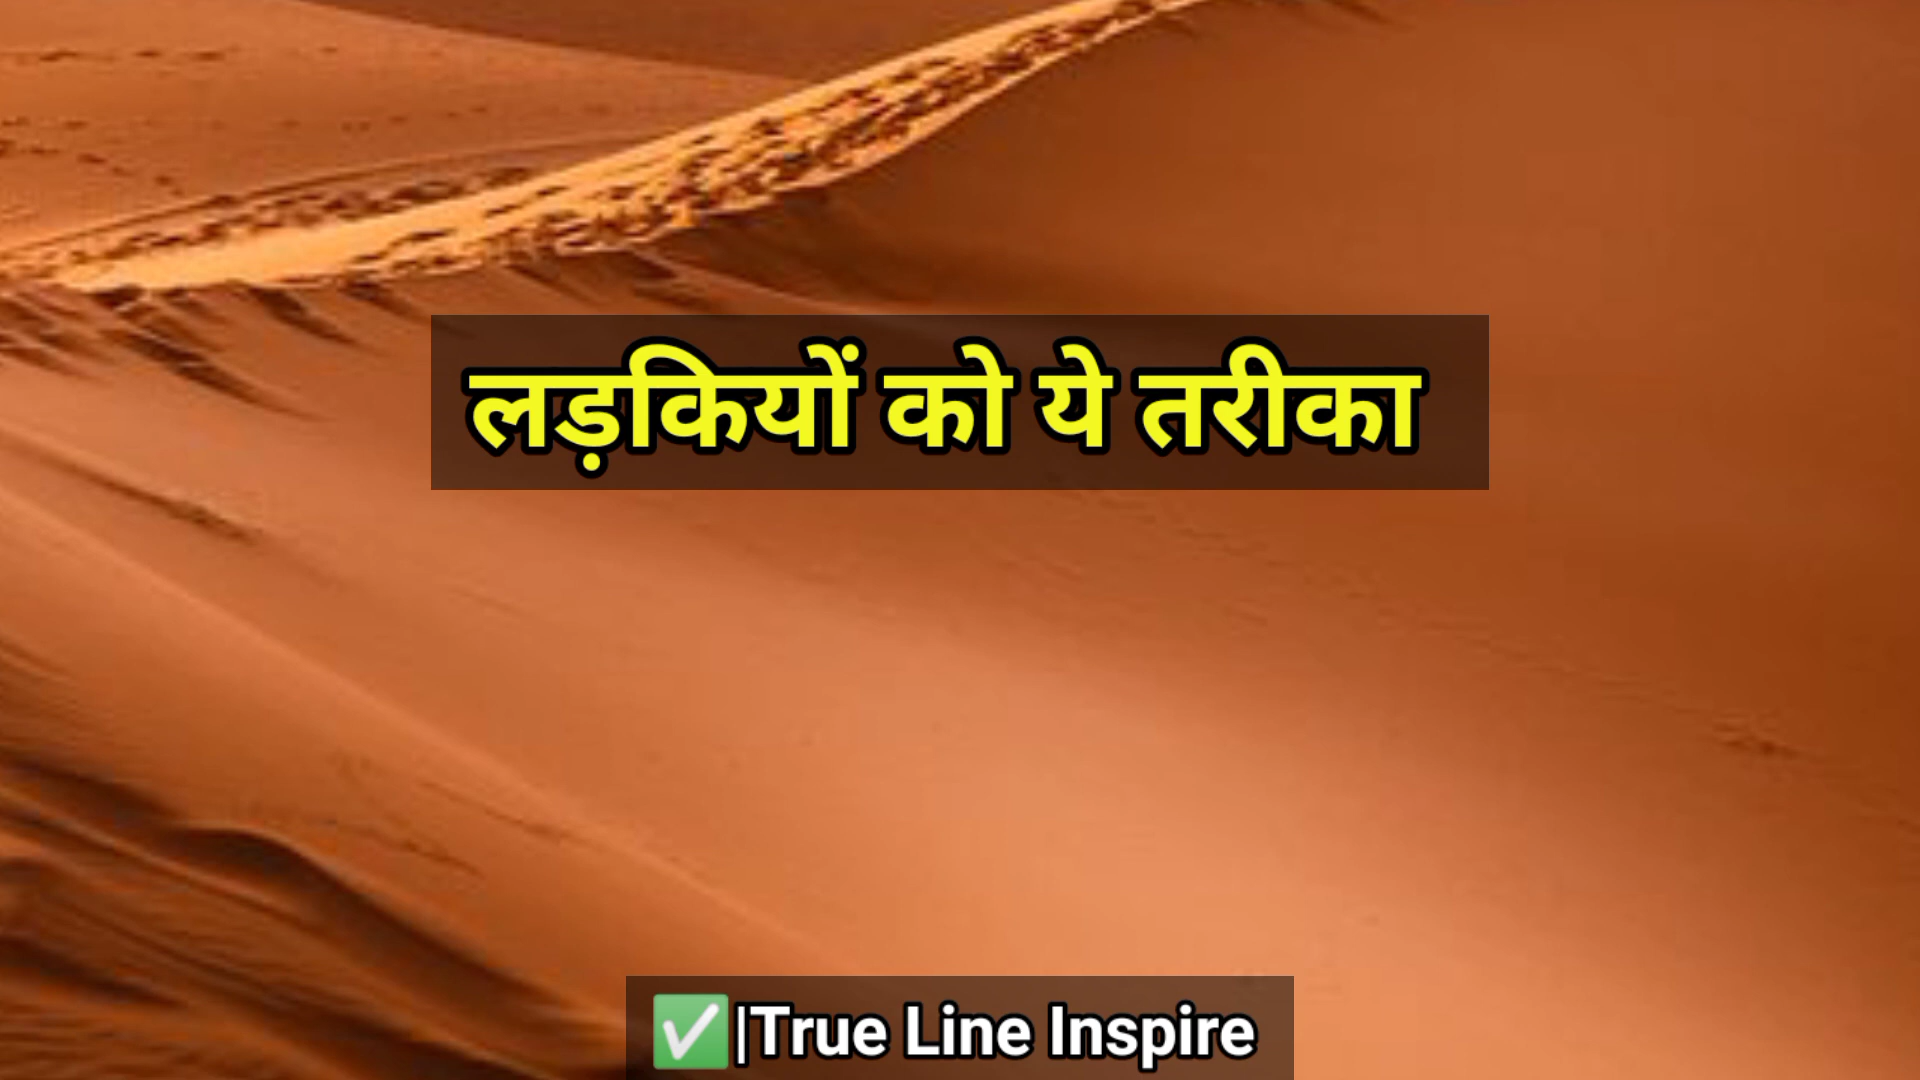 लड़कियों को ये तरीका
✅|True Line Inspire